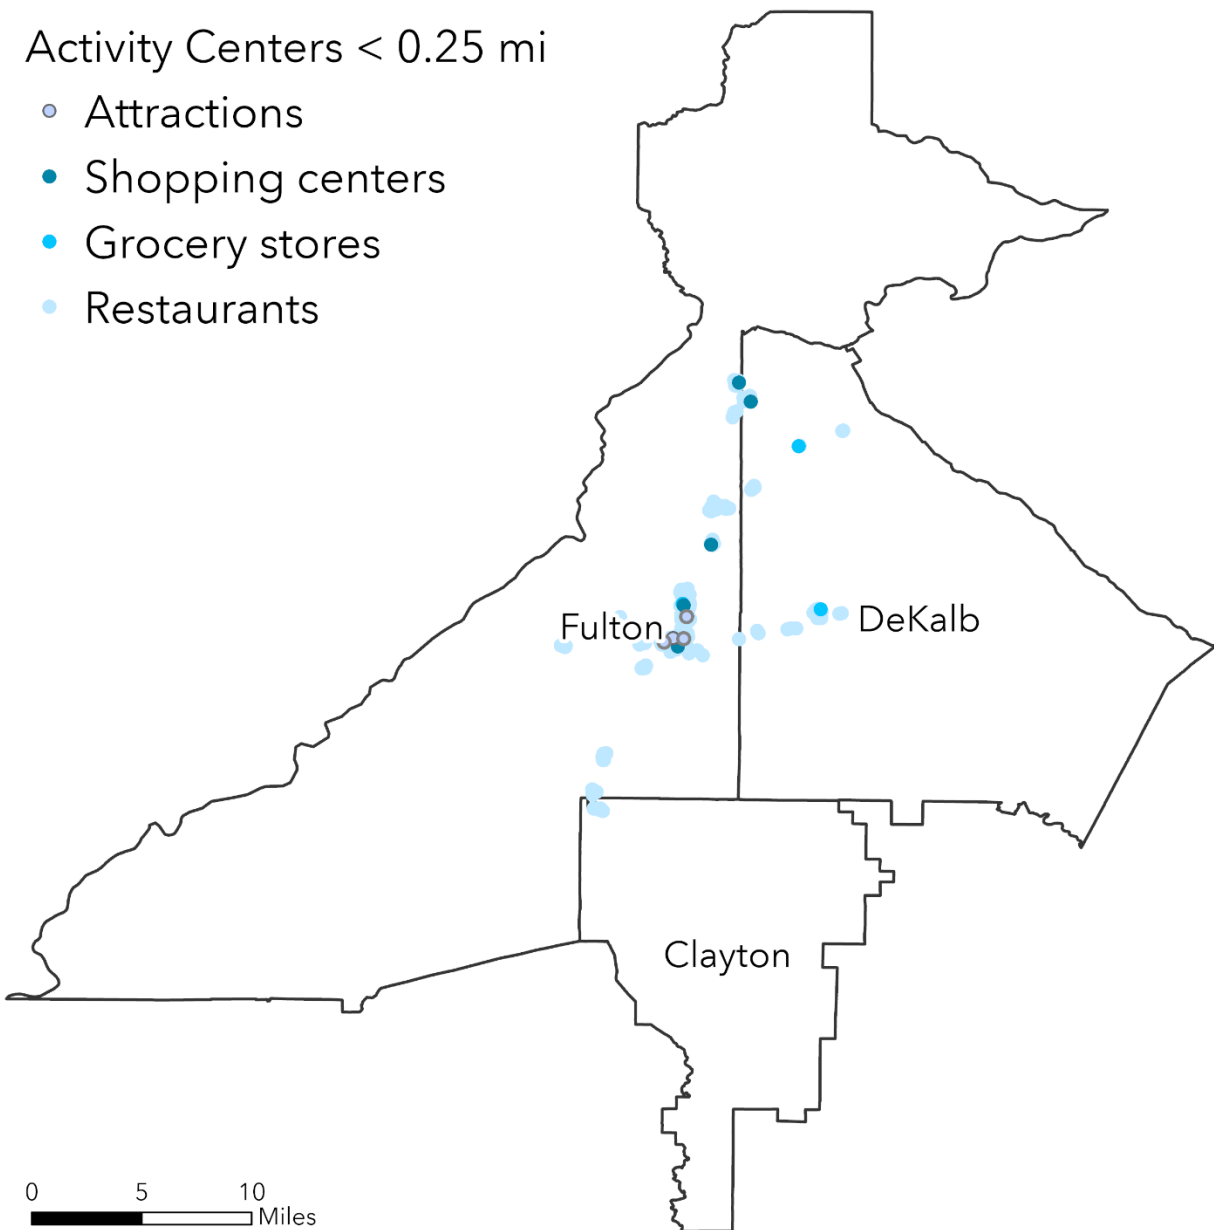 Activity Centers < 0.25 mi
Attractions
Shopping centers
Grocery stores
Restaurants
Fulton
DeKalb
Clayton
0 5 10
Miles